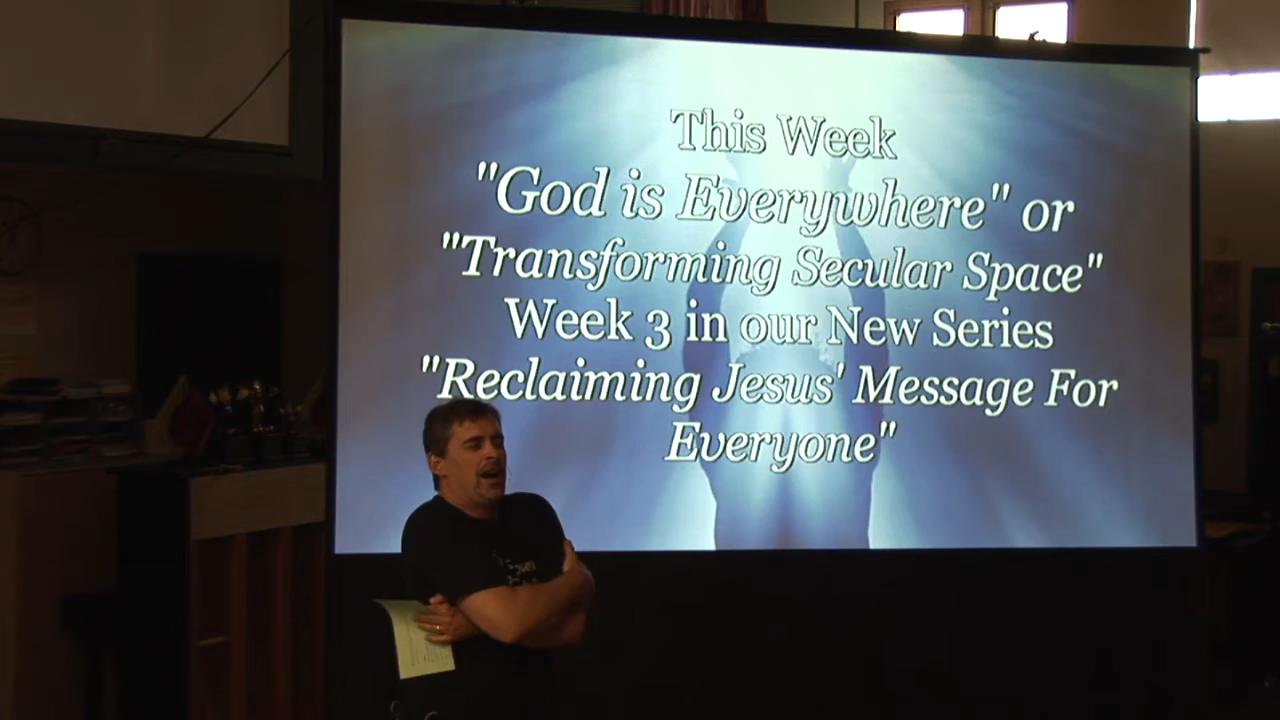 This Week
"God is Everywhere" or
"Transforming Secular Space"
Week 3 in our New Series
"Reclaiming Jesus' Message For
Everyone"